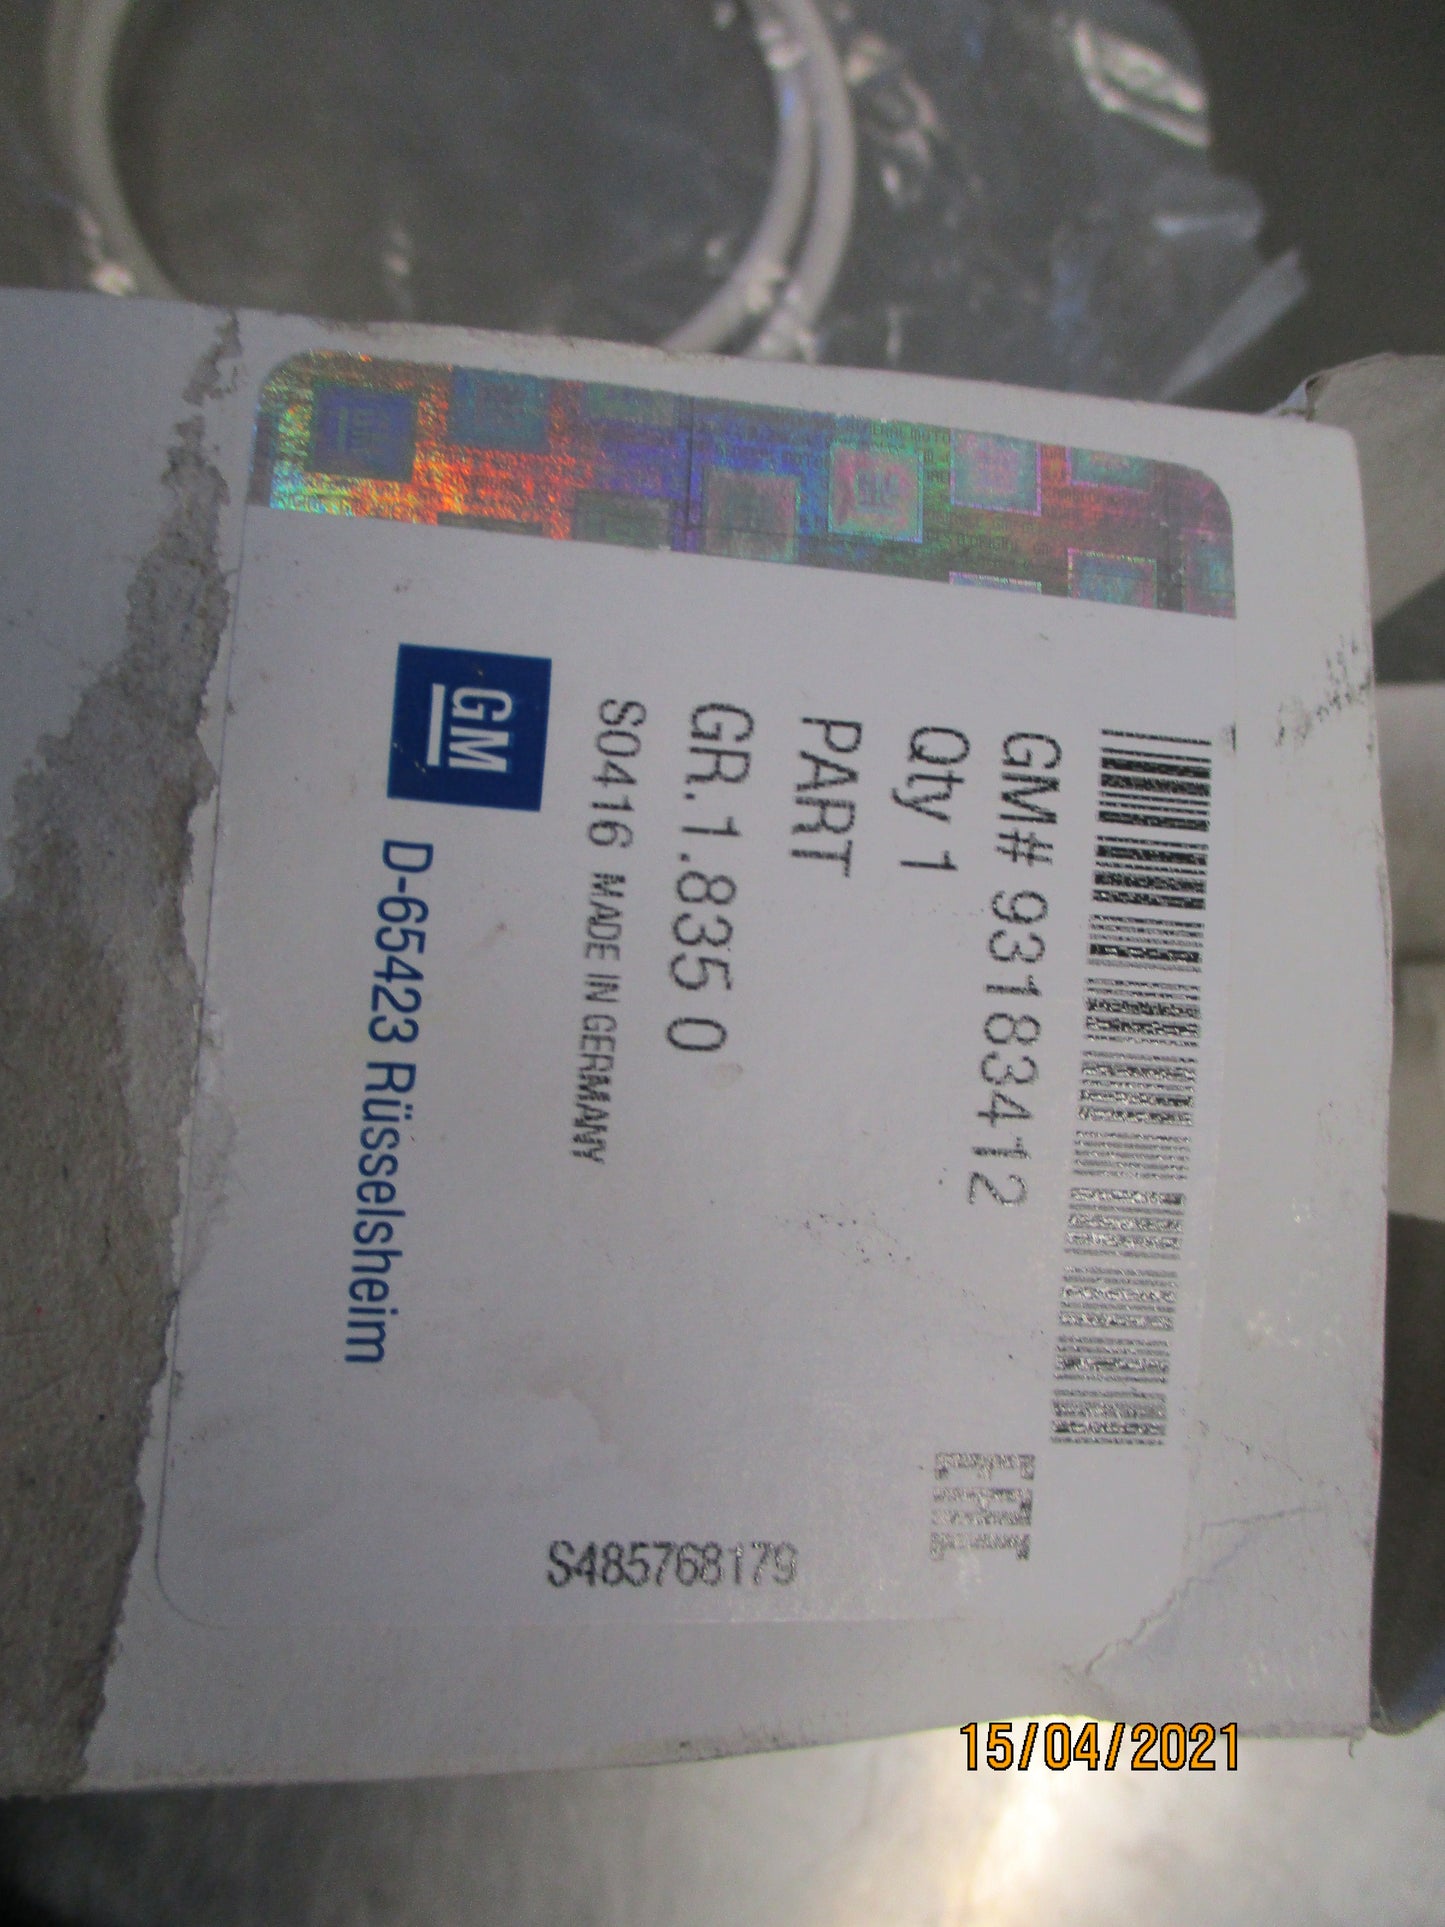 GM# 93183412
Qty 1
PART
GR.1.835 0
S0416 MADE IN GERMANY
GM
D-65423 Rüsselsheim
S485768179
15/04/2021